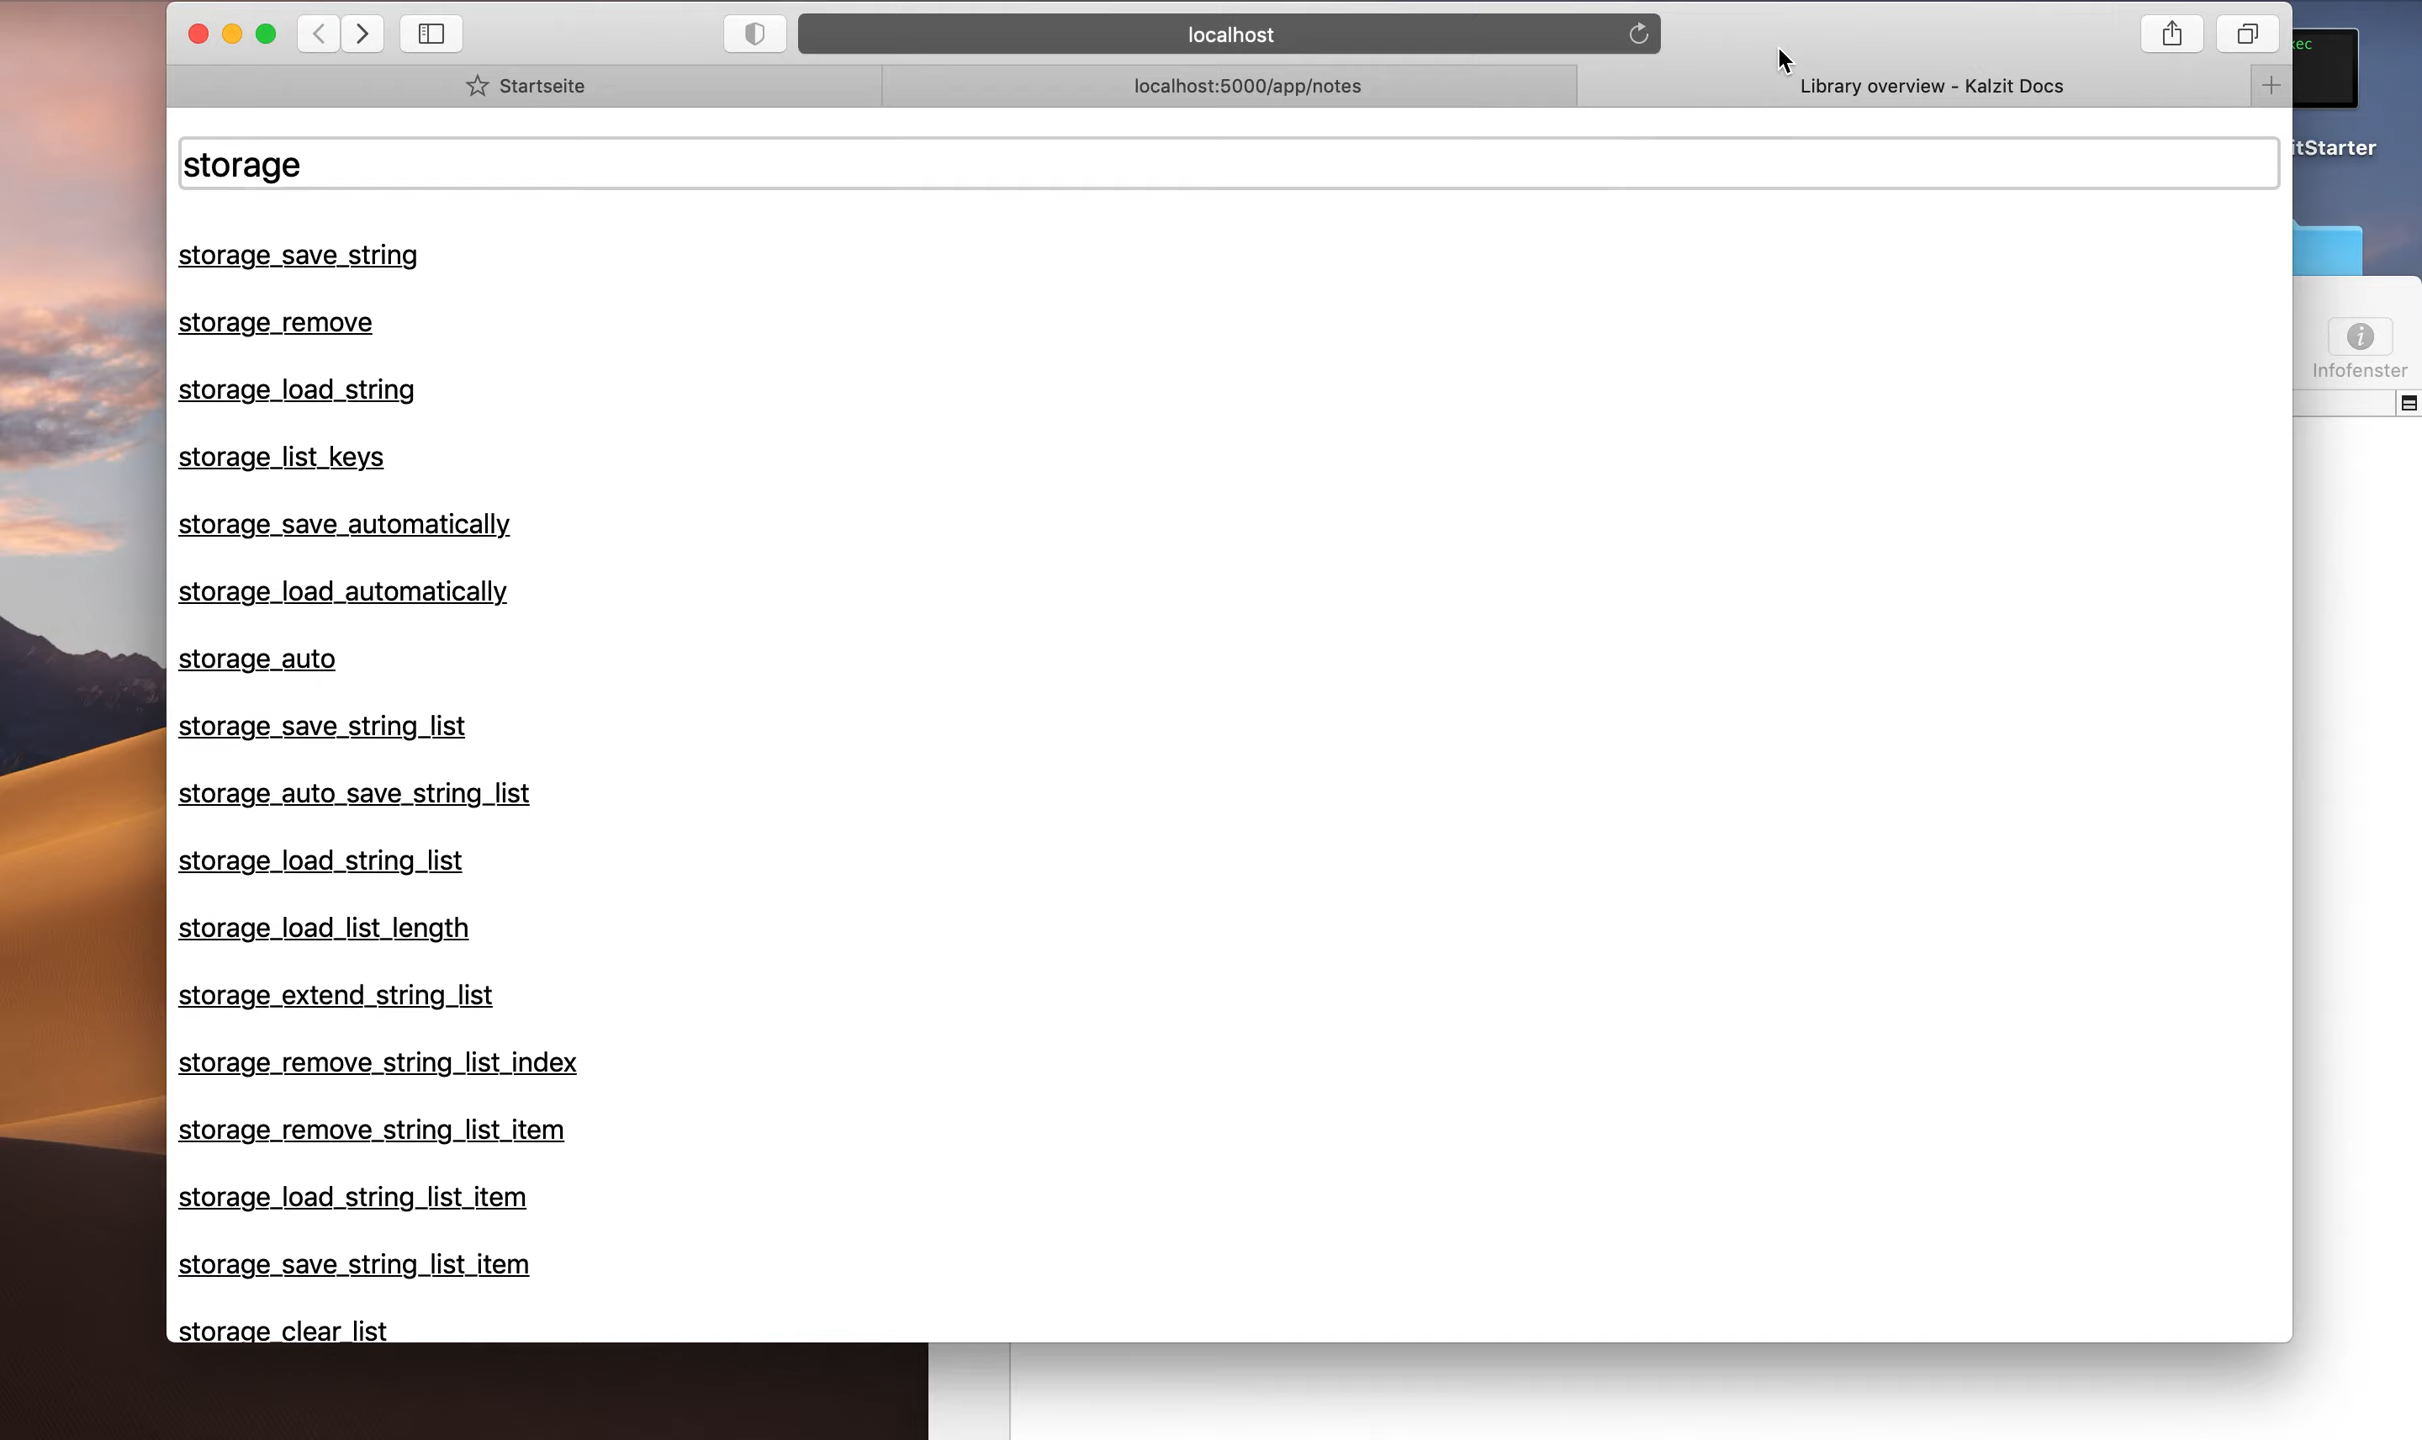 localhost
Startseite
localhost:5000/app/notes
Library overview - Kalzit Docs
storage
storage_save_string
storage_remove
storage_load_string
storage_list_keys
storage_save_automatically
storage_load_automatically
storage_auto
storage_save_string_list
storage_auto_save_string_list
storage_load_string_list
storage_load_list_length
storage_extend_string_list
storage_remove_string_list_index
storage_remove_string_list_item
storage_load_string_list_item
storage_save_string_list_item
storage_clear_list
itStarter
Infofenster